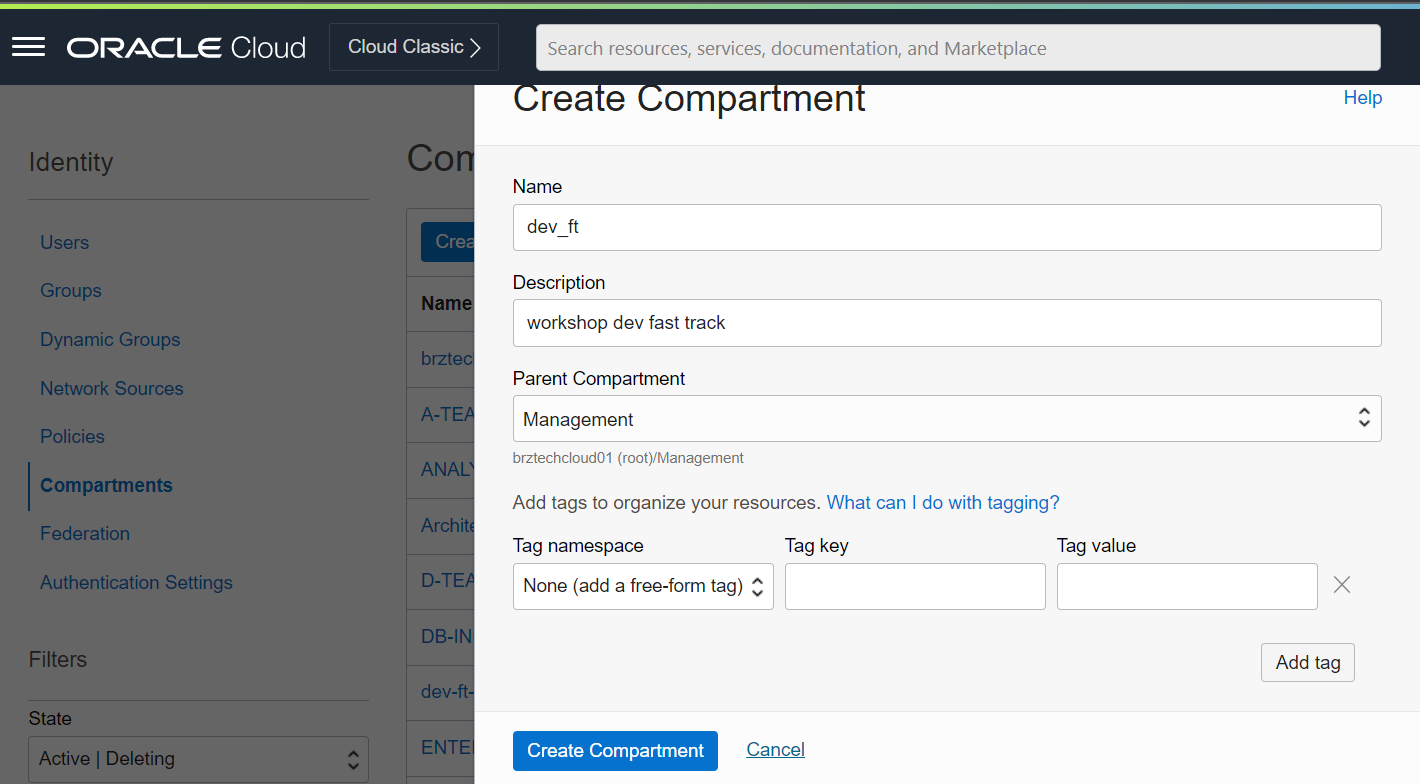 ORACLE Cloud
Cloud Classic
Search resources, services, documentation, and Marketplace
Identity
Users
Groups
Dynamic Groups
Network Sources
Policies
Compartments
Federation
Authentication Settings
Filters
State
Active | Deleting
Com
Crea
Name
brztec
A-TEA
ANALY
Archite
D-TEA
DB-IN
dev-ft-
ENTE
Create Compartment
Help
Name
dev_ft
Description
workshop dev fast track
Parent Compartment
Management
brztechcloud01 (root)/Management
Add tags to organize your resources. What can I do with tagging?
Tag namespace Tag key Tag value
None (add a free-form tag)
Add tag
Create Compartment Cancel